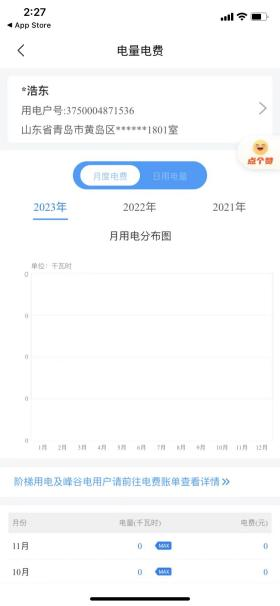 2:27
App Store
电量电费
*浩东
用电户号:3750004871536
山东省青岛市黄岛区******1801室
点个赞
月度电费 日用电量
2023年 2022年 2021年
月用电分布图
单位：千瓦时
0
0
0
0
0
1月 2月 3月 4月 5月 6月 7月 8月 9月 10月 11月 12月
阶梯用电及峰谷电用户请前往电费账单查看详情
月份 电量(千瓦时) 电费(元)
11月 0 MAX 0
10月 0 MAX 0